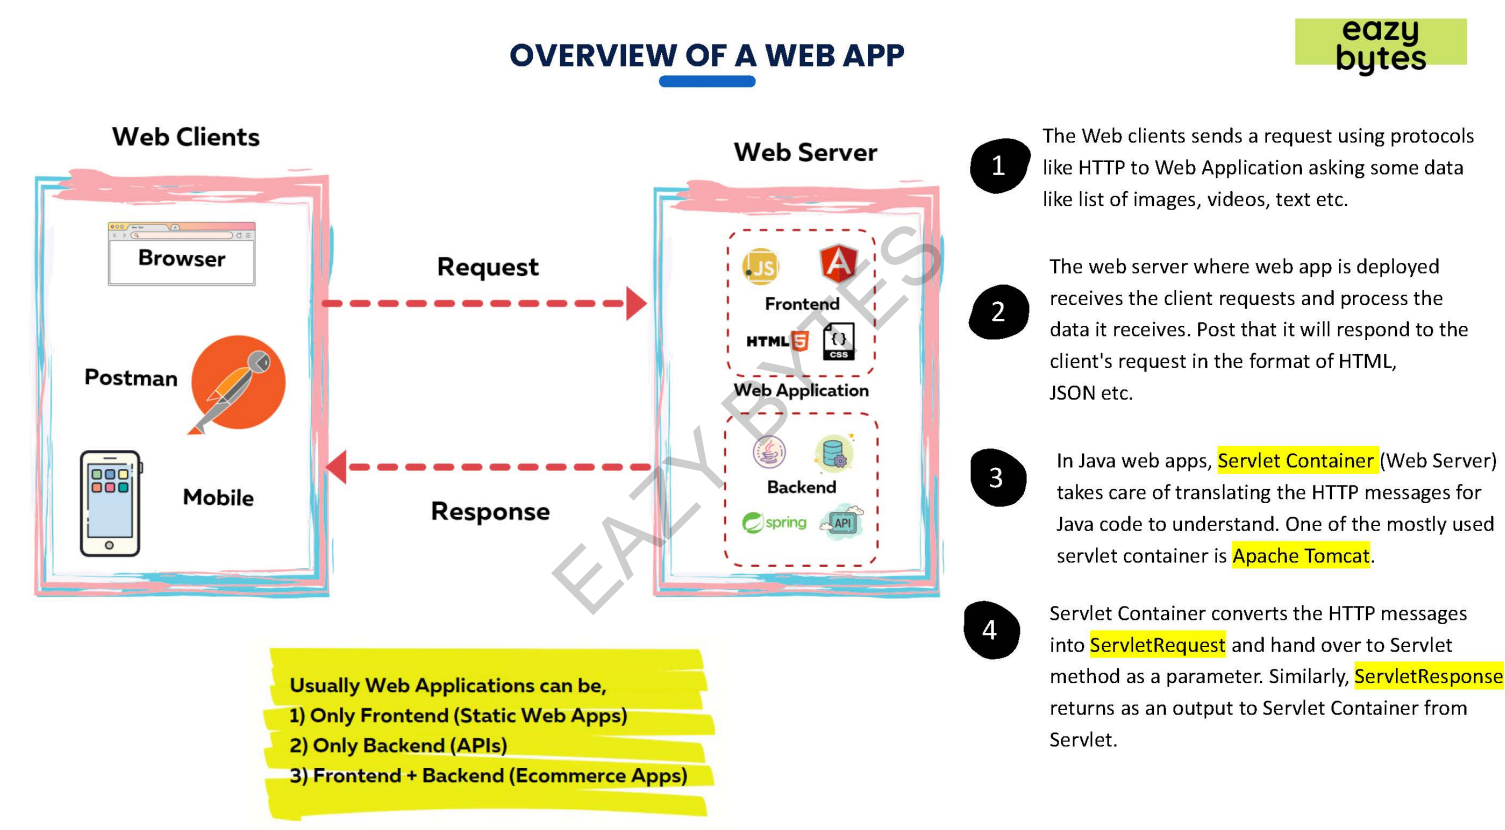 OVERVIEW OF A WEB APP
eazy
bytes
Web Clients
Browser
Postman
Mobile
Request
Response
Web Server
JS
A
Frontend
HTML 5
{}
CSS
Web Application
Backend
spring
API
EAZY BYTES
1
The Web clients sends a request using protocols
like HTTP to Web Application asking some data
like list of images, videos, text etc.
2
The web server where web app is deployed
receives the client requests and process the
data it receives. Post that it will respond to the
client's request in the format of HTML,
JSON etc.
3
In Java web apps, Servlet Container (Web Server)
takes care of translating the HTTP messages for
Java code to understand. One of the mostly used
servlet container is Apache Tomcat.
4
Servlet Container converts the HTTP messages
into ServletRequest and hand over to Servlet
method as a parameter. Similarly, ServletResponse
returns as an output to Servlet Container from
Servlet.
Usually Web Applications can be,
1) Only Frontend (Static Web Apps)
2) Only Backend (APIs)
3) Frontend + Backend (Ecommerce Apps)